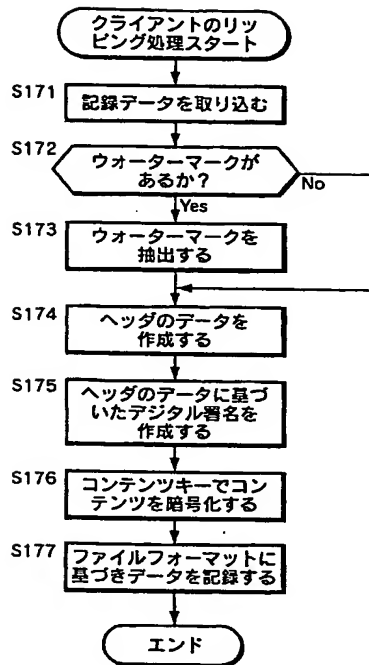 クライアントのリッ
ピング処理スタート
S171
記録データを取り込む
S172
ウォーターマークが
あるか?
No
Yes
S173
ウォーターマークを
抽出する
S174
ヘッダのデータを
作成する
S175
ヘッダのデータに基づ
いたデジタル署名を
作成する
S176
コンテンツキーでコン
テンツを暗号化する
S177
ファイルフォーマットに
基づきデータを記録する
エンド